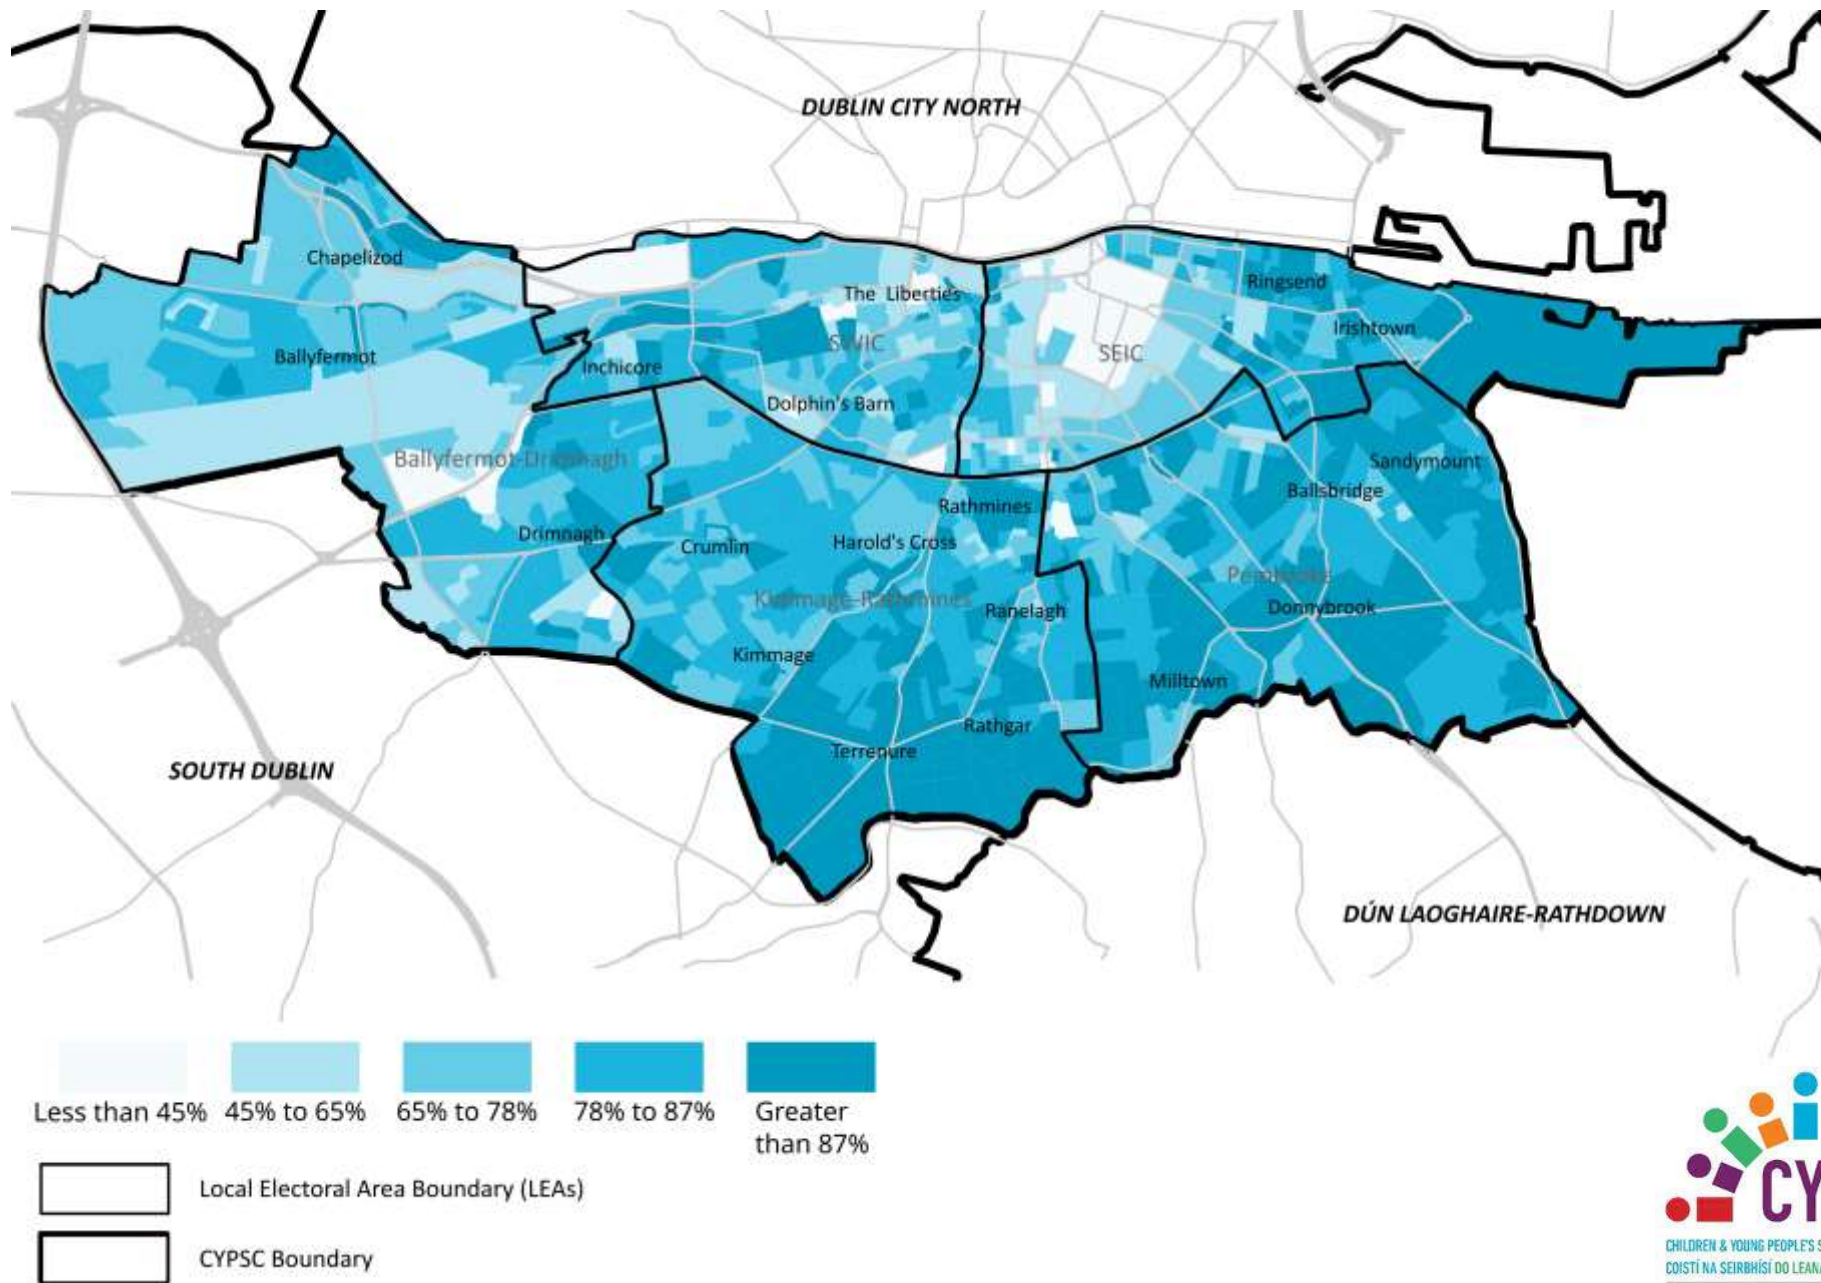 DUBLIN CITY NORTH
Chapelizod
The Liberties
Ringsend
Irishtown
Ballyfermot
SWIC
SEIC
Inchicore
Dolphin's Barn
Ballyfermot-Drimnagh
Sandymount
Ballsbridge
Rathmines
Drimnagh
Crumlin
Harold's Cross
Pembroke
Kimmage-Rathmines
Ranelagh
Donnybrook
Kimmage
Milltown
Rathgar
Terrenure
SOUTH DUBLIN
DÚN LAOGHAIRE-RATHDOWN
Less than 45%
45% to 65%
65% to 78%
78% to 87%
Greater
than 87%
Local Electoral Area Boundary (LEAs)
CYPSC Boundary
CY
CHILDREN & YOUNG PEOPLE'S S
COISTÍ NA SEIRBHÍSÍ DO LEAN